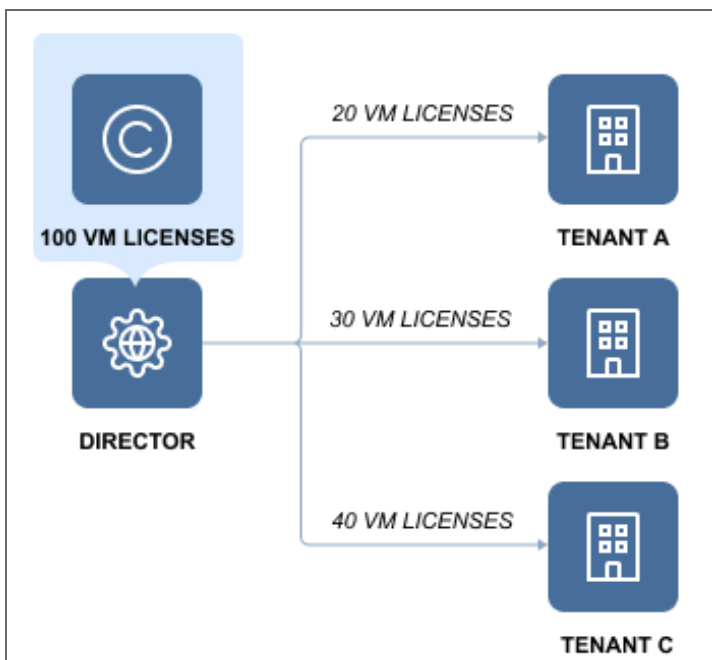 20 VM LICENSES
100 VM LICENSES
TENANT A
30 VM LICENSES
DIRECTOR
TENANT B
40 VM LICENSES
TENANT C